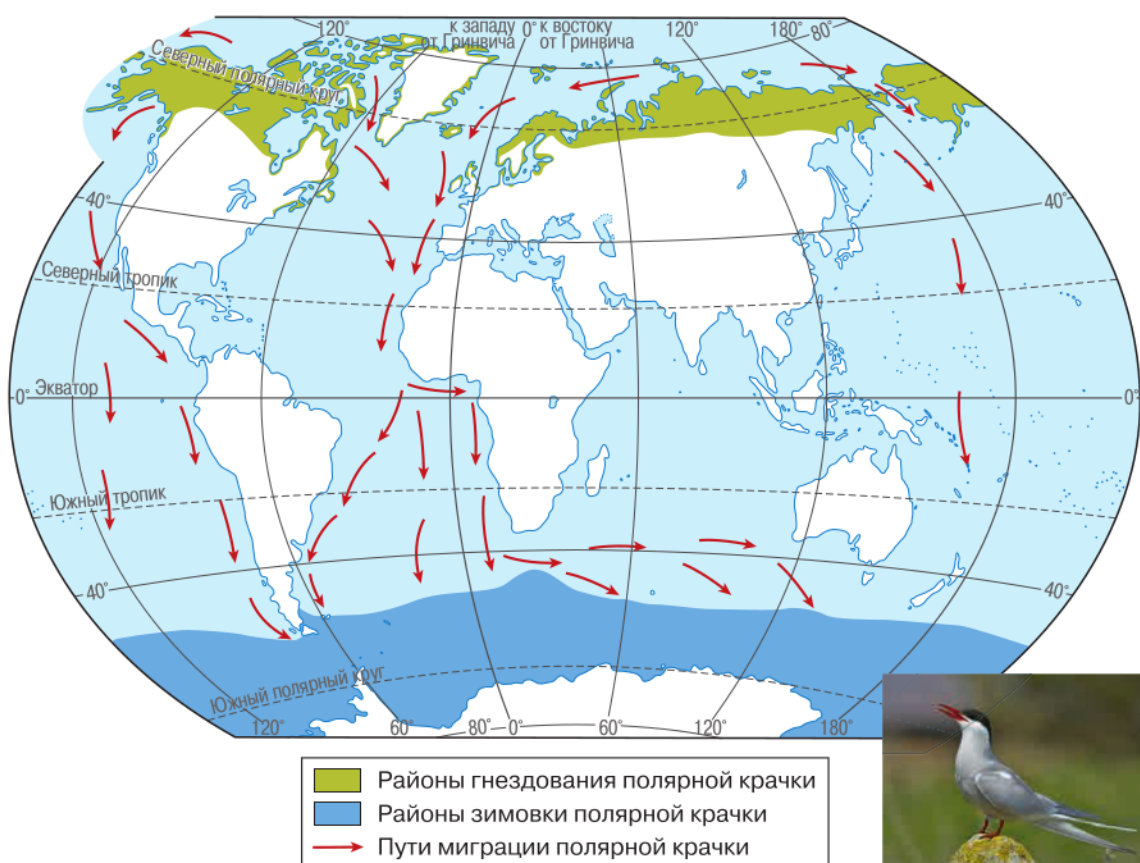 к западу 0° к востоку
от Гринвича от Гринвича
120° 120° 180° 80°
Северный полярный круг
40° 40°
Северный тропик
0° Экватор 0°
Южный тропик
40° 40°
Южный полярный круг
120° 60° 80° 0° 60° 120° 180°
Районы гнездования полярной крачки
Районы зимовки полярной крачки
Пути миграции полярной крачки